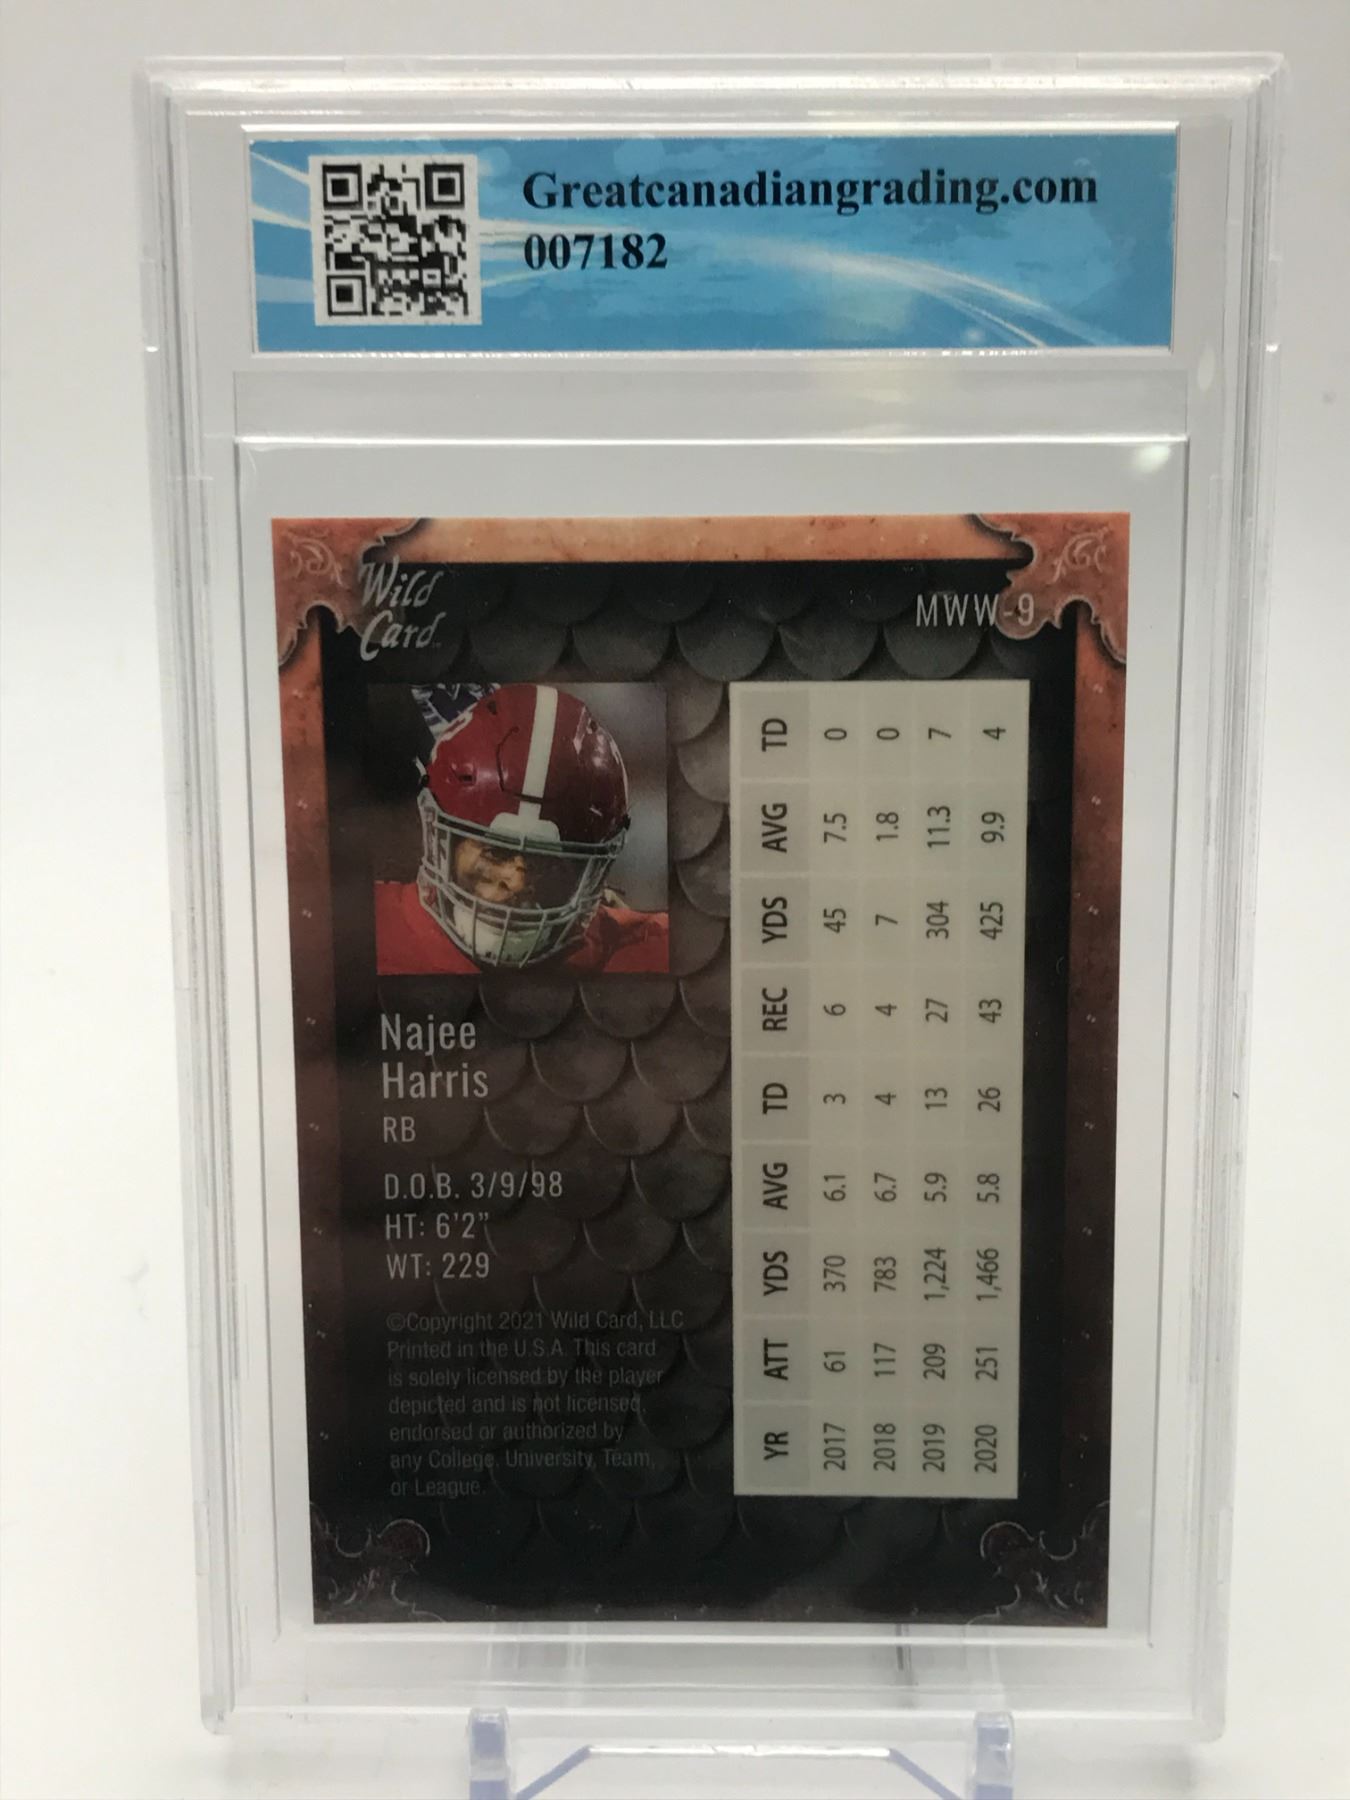 Greatcanadiangrading.com
007182
Wild
Card
MWW-9
Najee
Harris
RB
D.O.B. 3/9/98
HT: 6'2"
WT: 229
©Copyright 2021 Wild Card, LLC
Printed in the U.S.A. This card
is solely licensed by the player
depicted and is not licensed,
endorsed or authorized by
any College, University, Team,
or League.
YR ATT YDS AVG TD REC YDS AVG TD
2017 61 370 6.1 3 6 45 7.5 0
2018 117 783 6.7 4 4 7 1.8 0
2019 209 1,224 5.9 13 27 304 11.3 7
2020 251 1,466 5.8 26 43 425 9.9 4